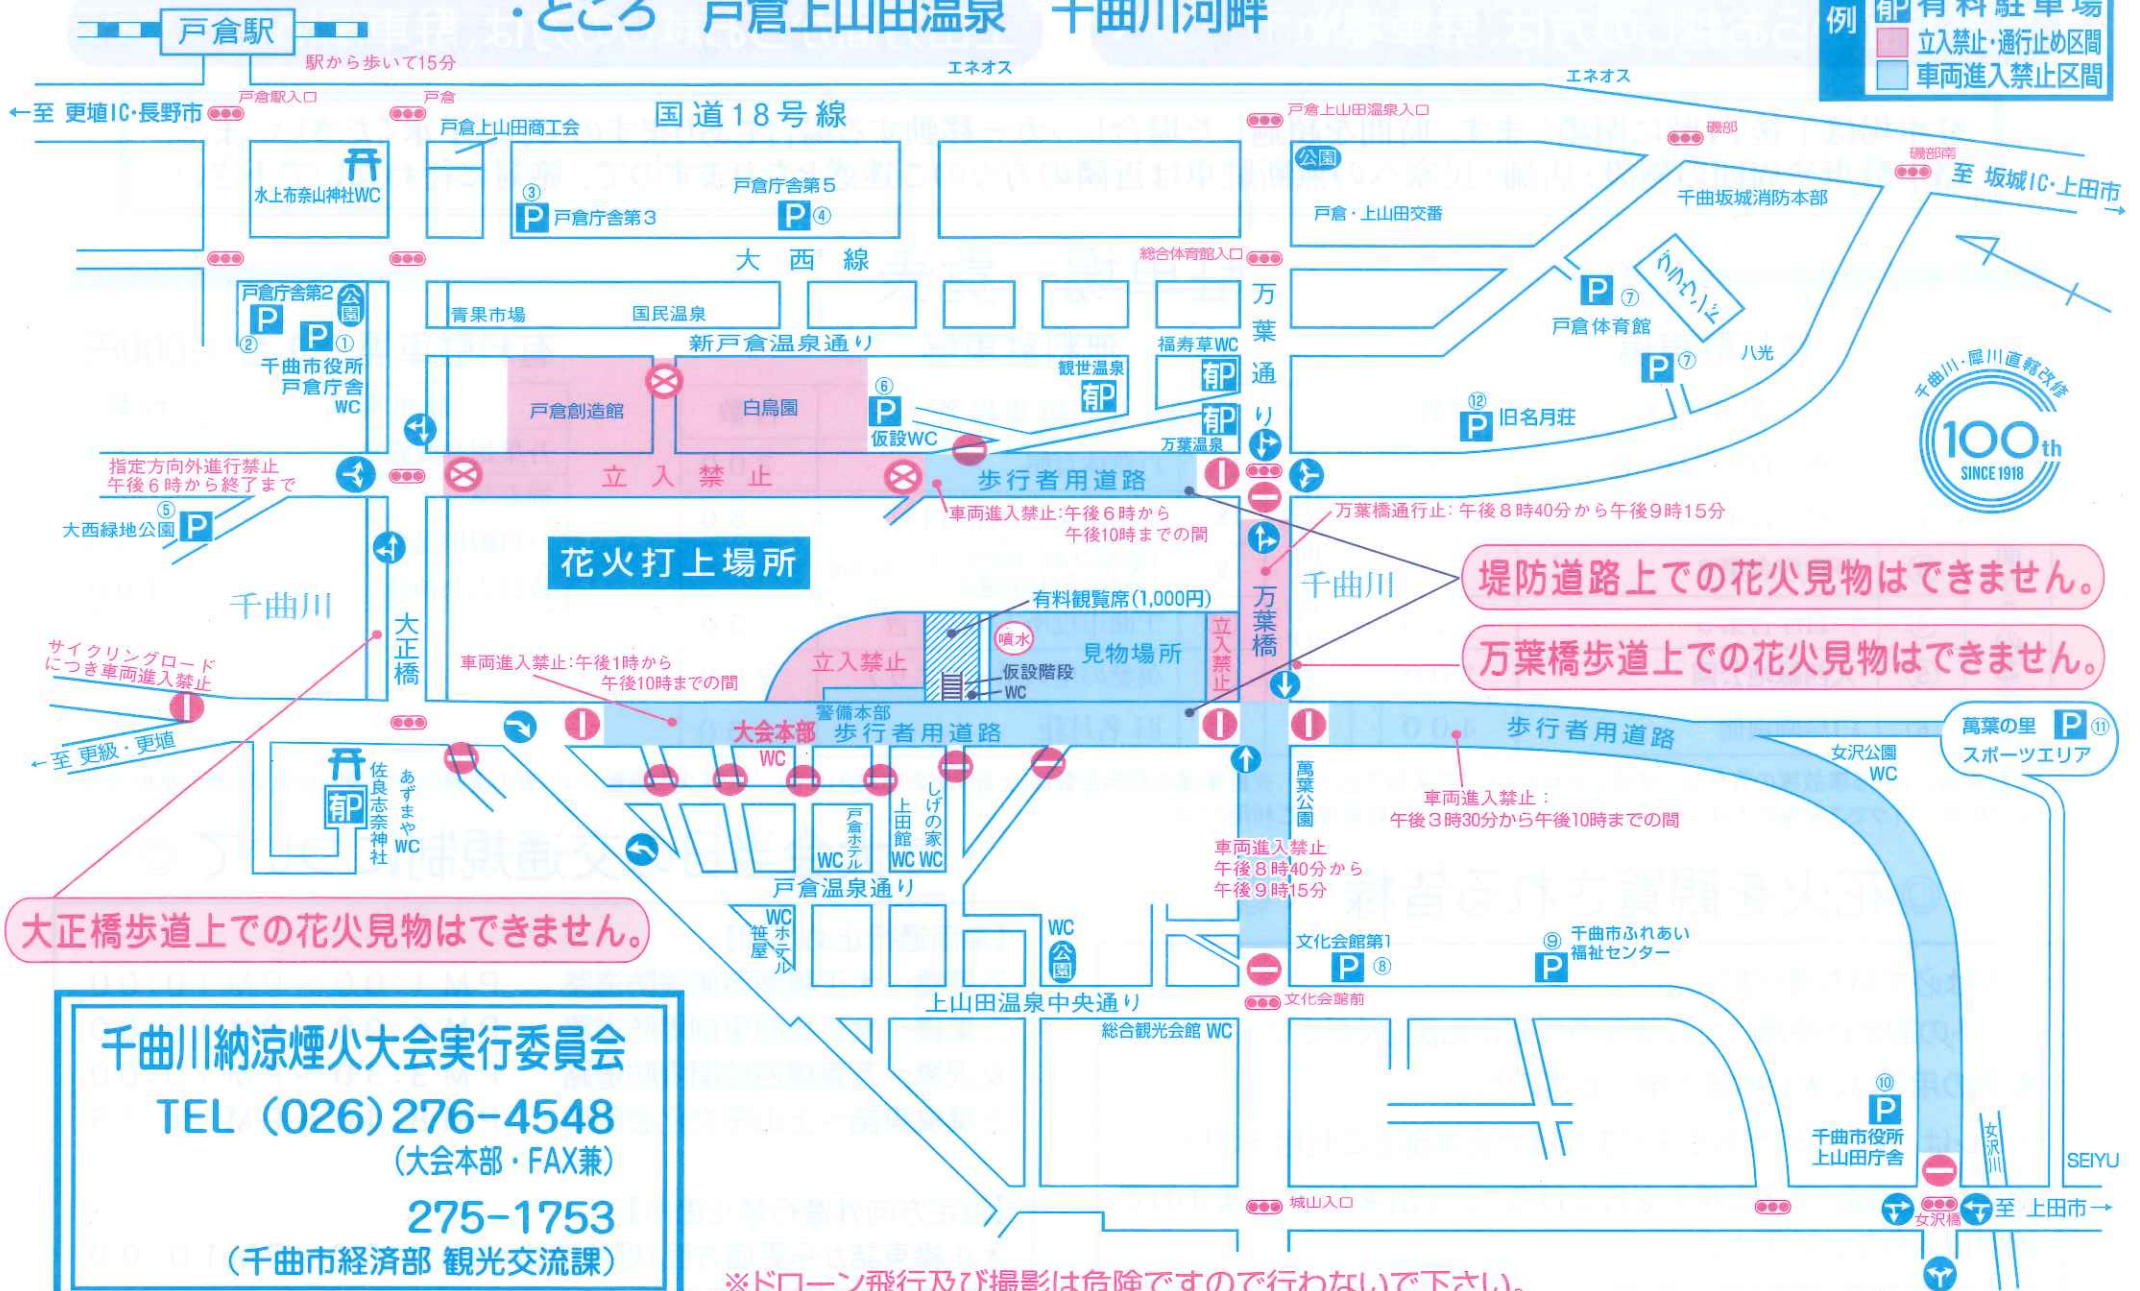 ・ところ 戸倉上山田温泉 千曲川河畔
例
有P 有料駐車場
立入禁止・通行止め区間
車両進入禁止区間
戸倉駅
駅から歩いて15分
エネオス
エネオス
←至 更埴IC・長野市
戸倉駅入口
戸倉
戸倉上山田商工会
国道18号線
戸倉上山田温泉入口
磯部
磯部南
至 坂城IC・上田市
→
水上布奈山神社WC
③
P 戸倉庁舎第3
戸倉庁舎第5
P ④
公園
戸倉・上山田交番
千曲坂城消防本部
大西線
総合体育館入口
戸倉庁舎第2
公園
P
②
P ①
千曲市役所
戸倉庁舎
WC
青果市場
国民温泉
新戸倉温泉通り
万葉通り
福寿草WC
有P
観世温泉
有P
有P
万葉温泉
P ⑦
戸倉体育館
グラウンド
P ⑦
八光
⑫
P 旧名月荘
千曲川・犀川直轄改修
100th
SINCE 1918
戸倉創造館
白鳥園
⑥
P
仮設WC
立入禁止
歩行者用道路
指定方向外進行禁止
午後6時から終了まで
⑤
大西緑地公園 P
車両進入禁止:午後6時から
午後10時までの間
万葉橋通行止:午後8時40分から午後9時15分
花火打上場所
千曲川
千曲川
堤防道路上での花火見物はできません。
万葉橋歩道上での花火見物はできません。
大正橋
万葉橋
有料観覧席(1,000円)
噴水
見物場所
立入禁止
立入禁止
仮設階段
WC
サイクリングロード
につき車両進入禁止
車両進入禁止:午後1時から
午後10時までの間
警備本部
大会本部
WC
歩行者用道路
歩行者用道路
←至 更級・更埴
萬葉の里 P ⑪
スポーツエリア
女沢公園
WC
有P
佐良志奈神社
あずまやWC
萬葉公園
車両進入禁止:
午後3時30分から午後10時までの間
戸倉ホテル
WC
上田館
WC
しげの家
WC
車両進入禁止
午後8時40分から
午後9時15分
戸倉温泉通り
大正橋歩道上での花火見物はできません。
WC
笹屋ホテル
WC
公園
文化会館第1
P ⑧
⑨
P
千曲市ふれあい
福祉センター
上山田温泉中央通り
文化会館前
総合観光会館 WC
千曲川納涼煙火大会実行委員会
TEL (026)276-4548
(大会本部・FAX兼)
275-1753
(千曲市経済部 観光交流課)
⑩
P
千曲市役所
上山田庁舎
女沢川
SEIYU
城山入口
女沢橋
至 上田市→
※ドローン飛行及び撮影は危険ですので行わないで下さい。